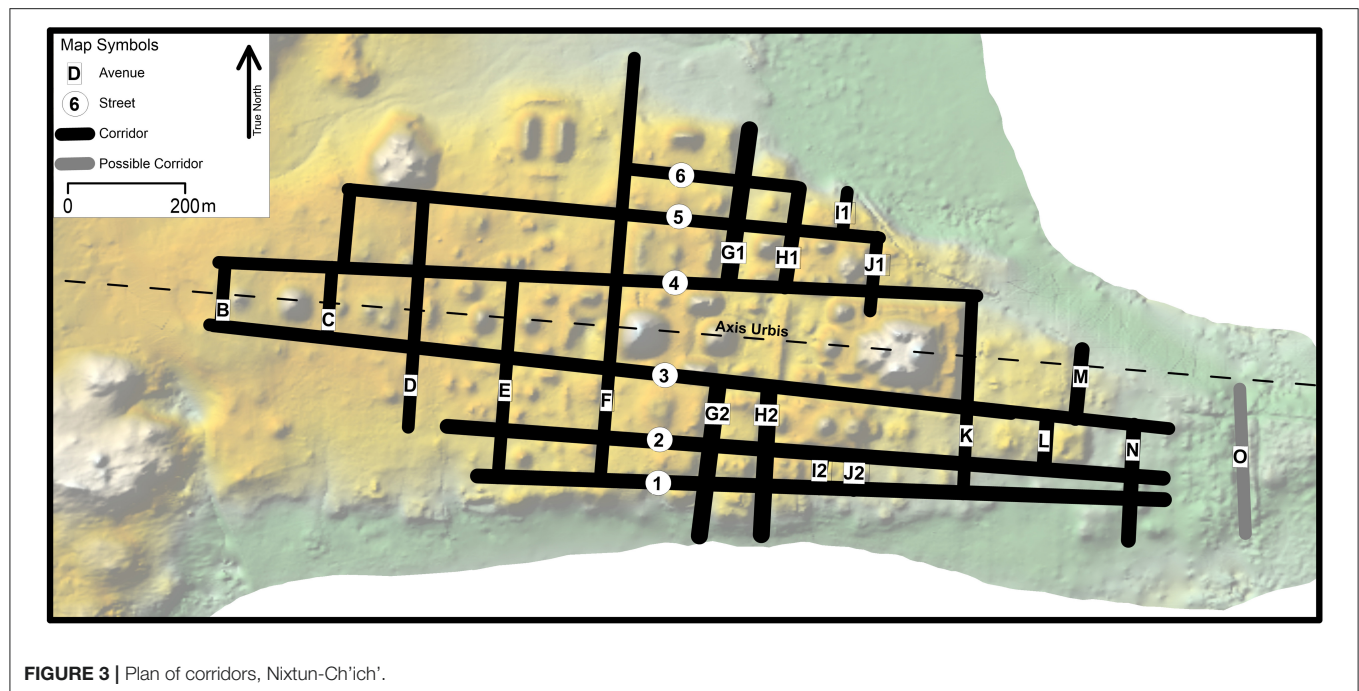 Map Symbols
D Avenue
6 Street
Corridor
Possible Corridor
0 200m
True North
6
5
I1
G1
H1
J1
4
B
C
Axis Urbis
3
M
D
E
F
G2
H2
K
L
N
2
O
I2
J2
1
FIGURE 3 | Plan of corridors, Nixtun-Ch'ich'.